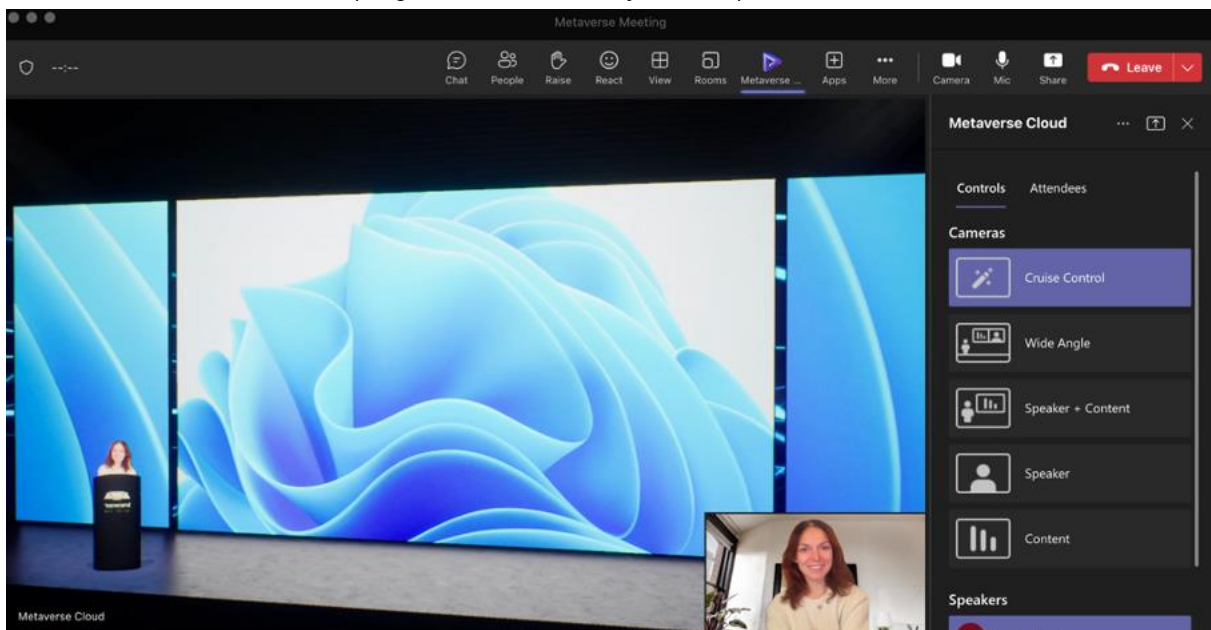 Metaverse Meeting
--:--
Chat
People
Raise
React
View
Rooms
Metaverse ...
Apps
More
Camera
Mic
Share
Leave
Metaverse Cloud
Controls
Attendees
Cameras
Cruise Control
Wide Angle
Speaker + Content
Speaker
Content
Speakers
Metaverse Cloud